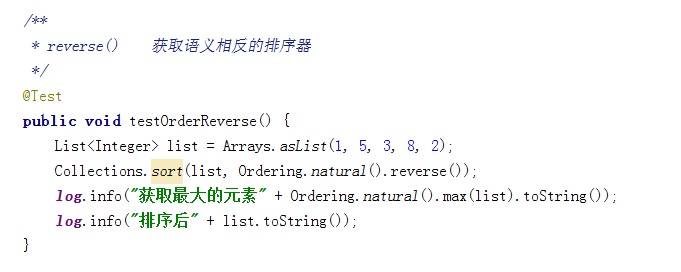 /**
 * reverse()    获取语义相反的排序器
 */
@Test
public void testOrderReverse() {
    List<Integer> list = Arrays.asList(1, 5, 3, 8, 2);
    Collections.sort(list, Ordering.natural().reverse());
    log.info("获取最大的元素" + Ordering.natural().max(list).toString());
    log.info("排序后" + list.toString());
}